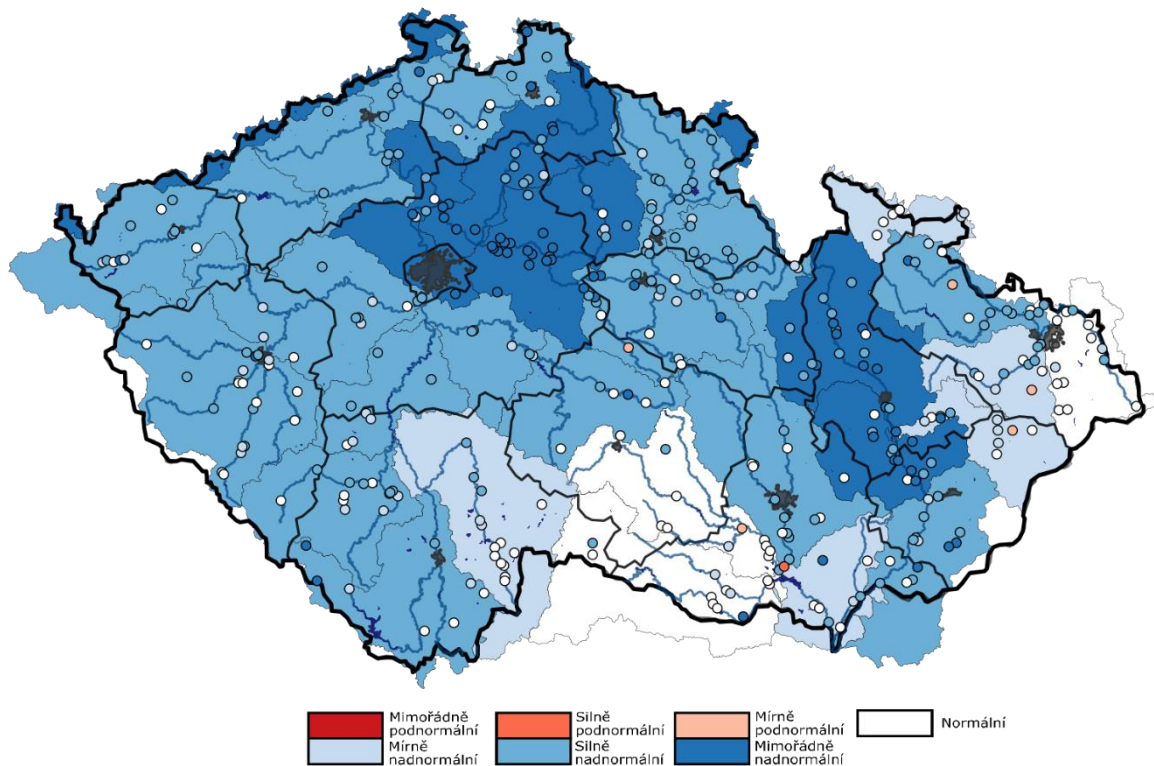 Mimořádně
podnormální
Silně
podnormální
Mírně
podnormální
Normální
Mírně
nadnormální
Silně
nadnormální
Mimořádně
nadnormální